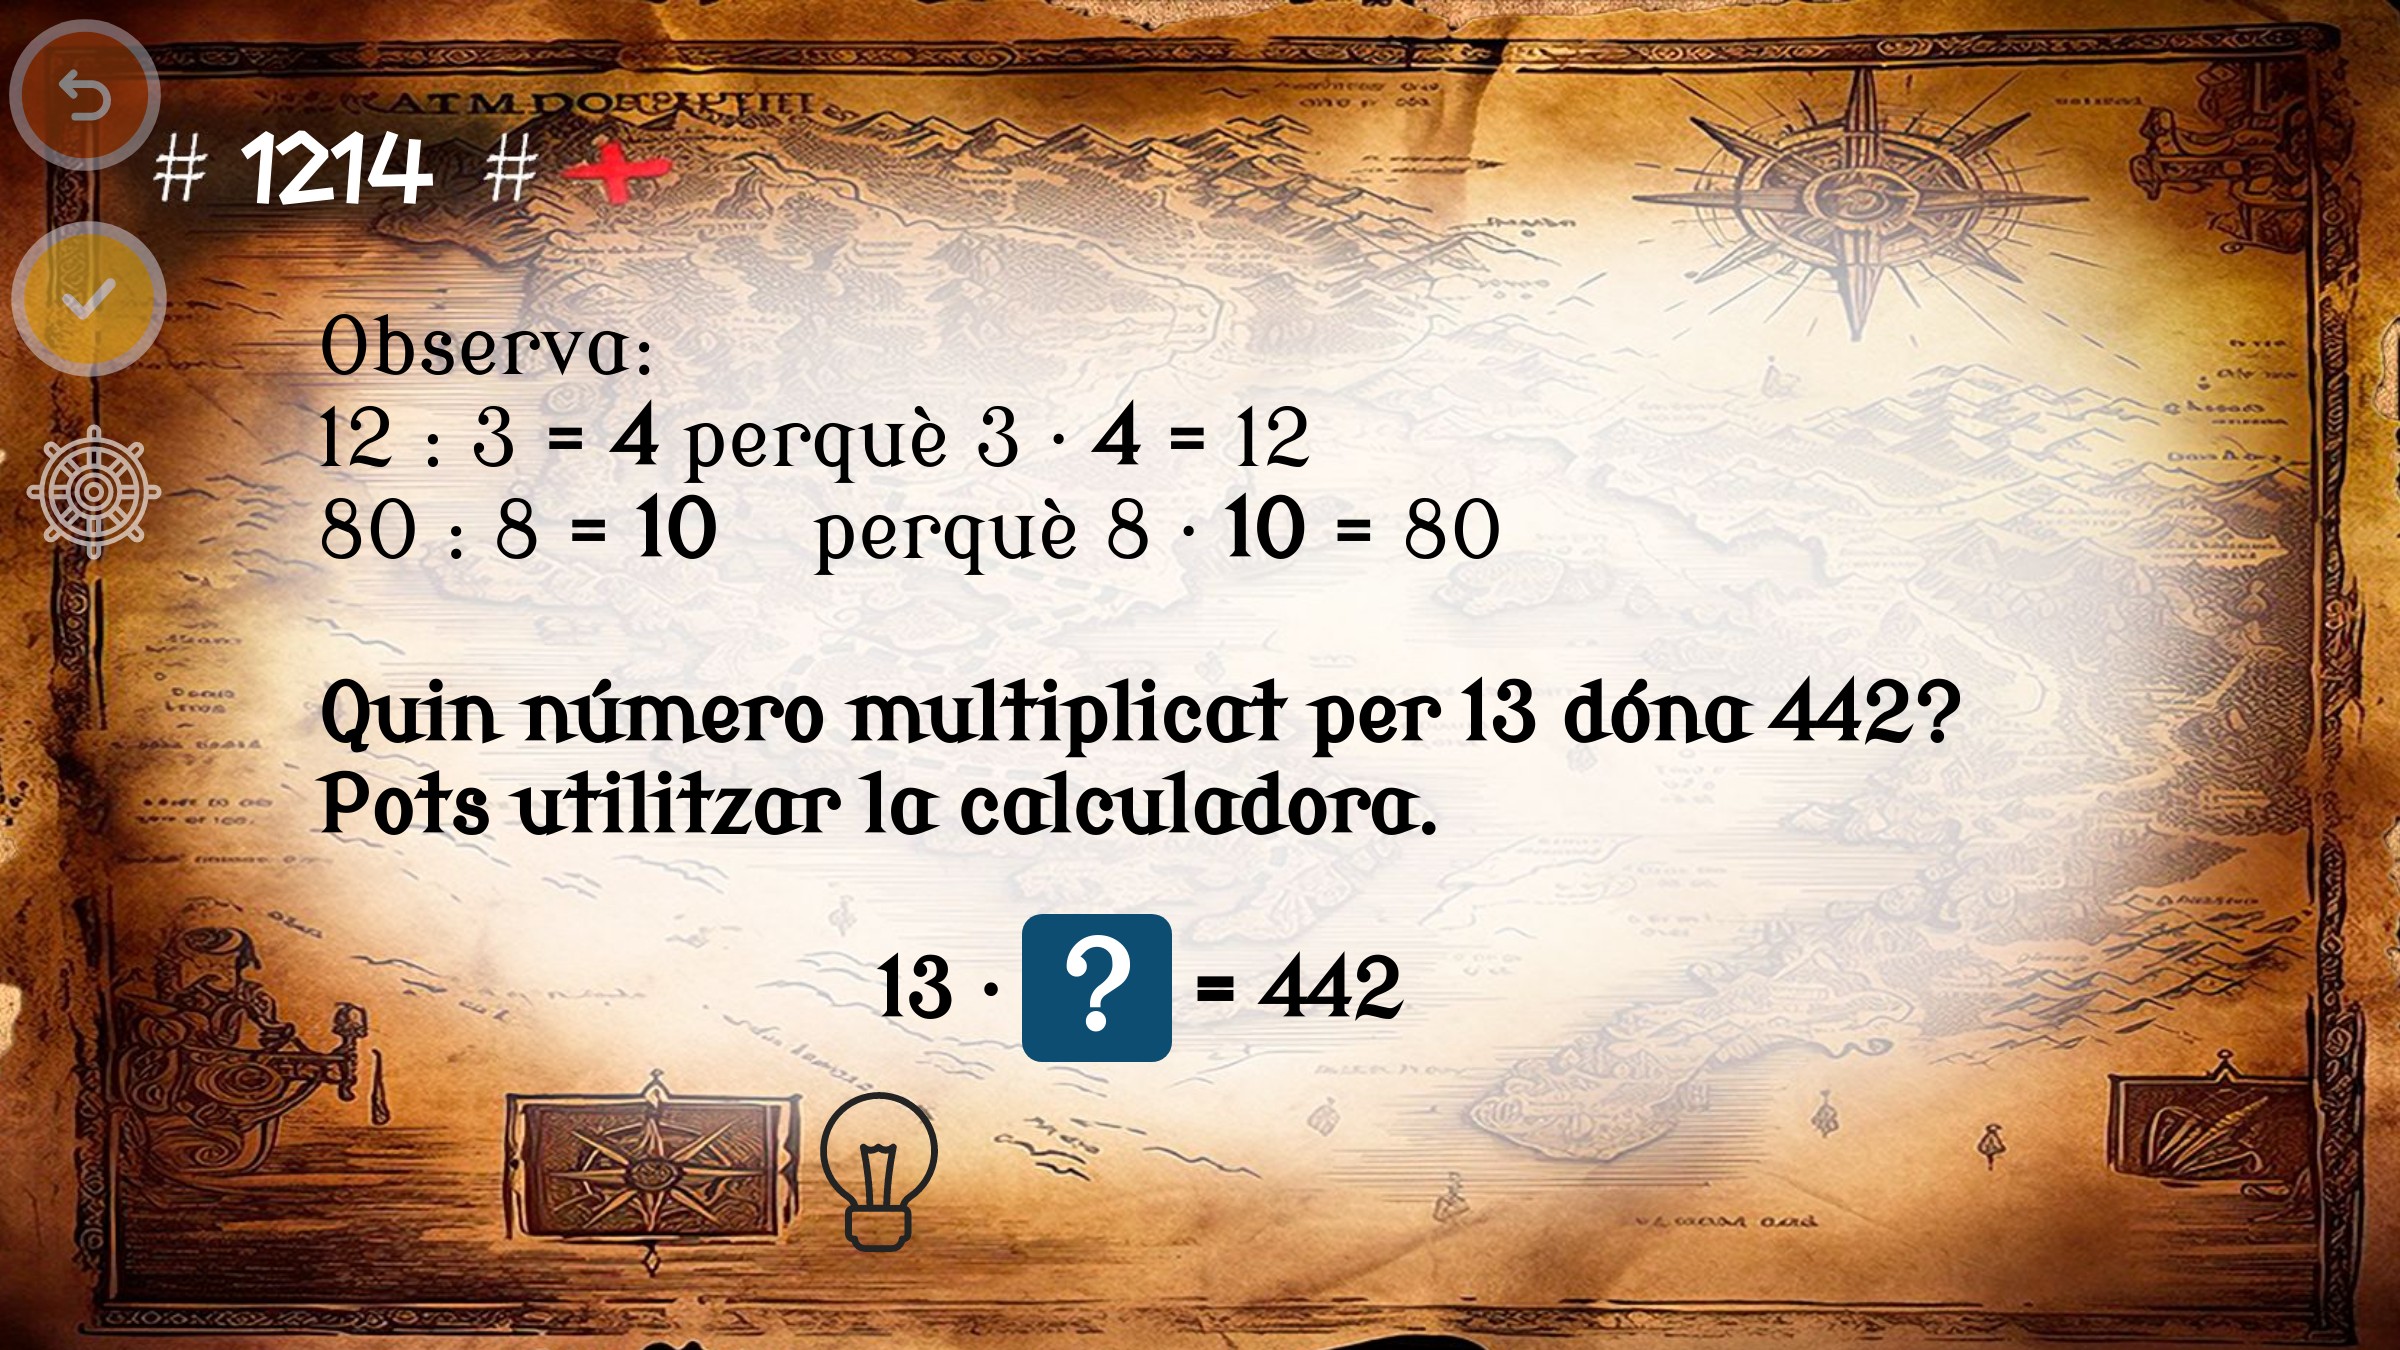 # 1214 #
Observa:
12 : 3 = 4 perquè 3 · 4 = 12
80 : 8 = 10 perquè 8 · 10 = 80
Quin número multiplicat per 13 dóna 442?
Pots utilitzar la calculadora.
13 · ? = 442